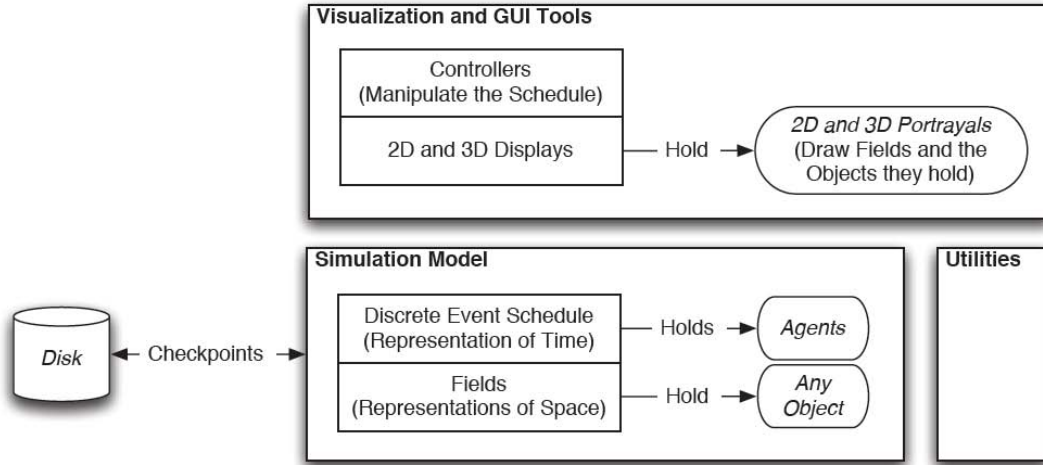 Visualization and GUI Tools
Controllers
(Manipulate the Schedule)
2D and 3D Displays
Hold
2D and 3D Portrayals
(Draw Fields and the
Objects they hold)
Simulation Model
Utilities
Disk
Checkpoints
Discrete Event Schedule
(Representation of Time)
Holds
Agents
Fields
(Representations of Space)
Hold
Any
Object